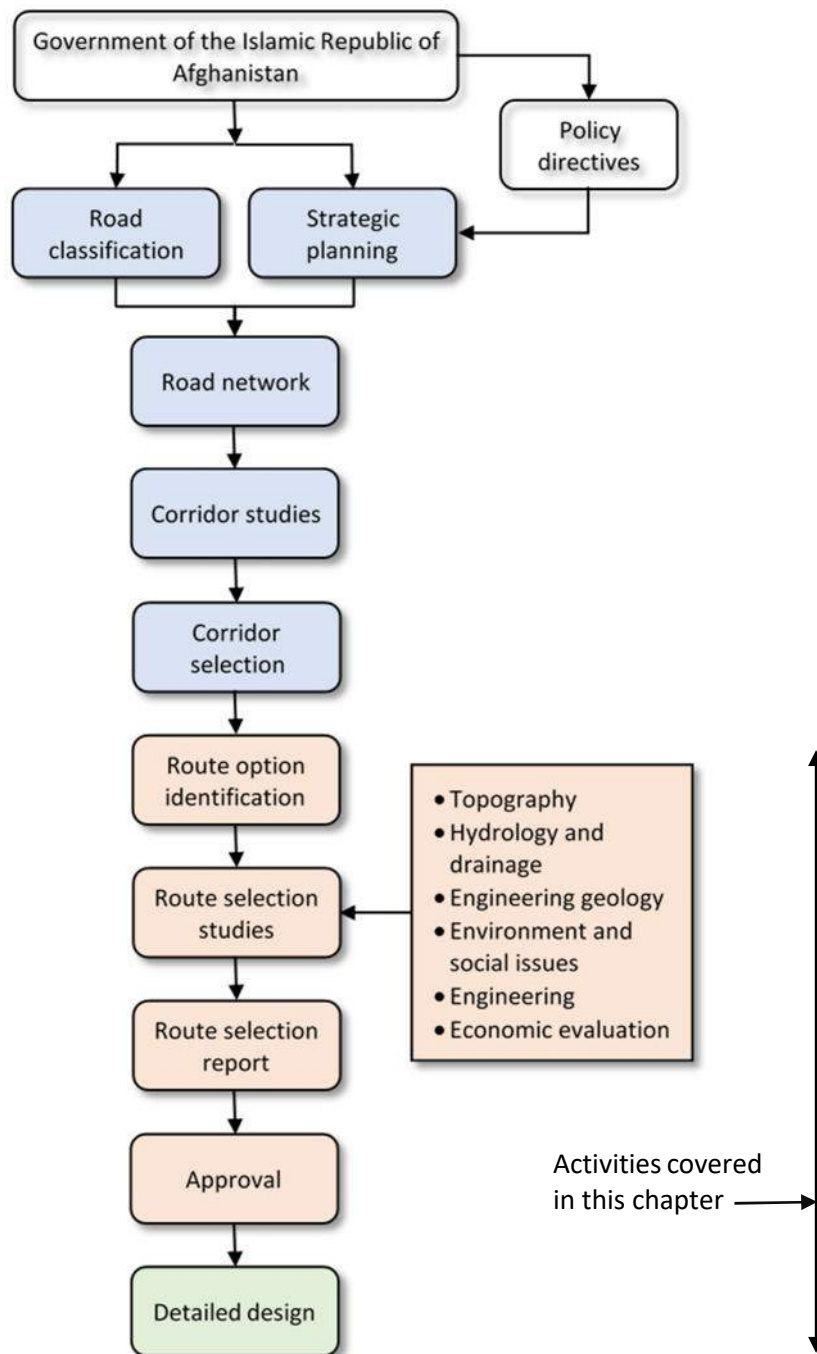 Government of the Islamic Republic of
Afghanistan
Policy
directives
Road
classification
Strategic
planning
Road network
Corridor studies
Corridor
selection
Route option
identification
• Topography
• Hydrology and
drainage
• Engineering geology
• Environment and
social issues
• Engineering
• Economic evaluation
Route selection
studies
Route selection
report
Approval
Activities covered
in this chapter
Detailed design